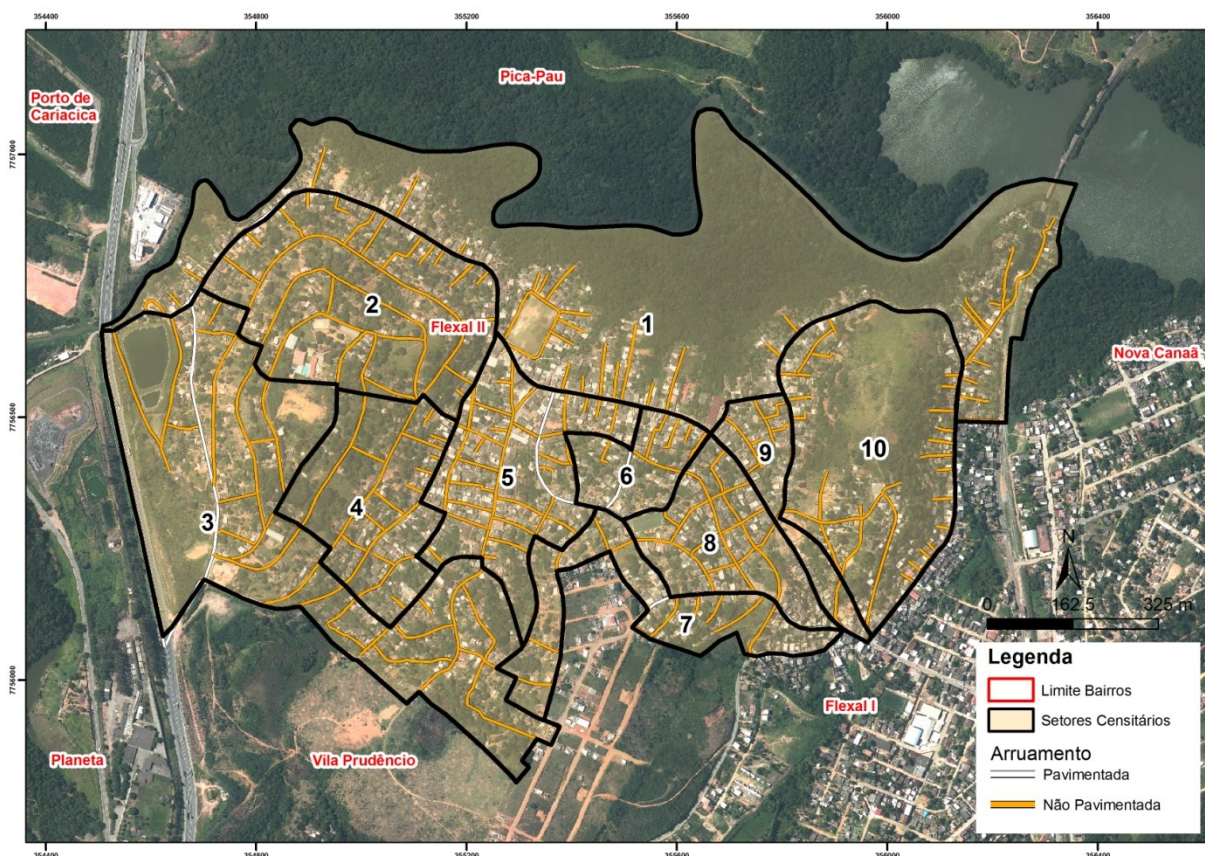 354400 354800 355200 355600 356000 356400
Pica-Pau
Porto de
Cariacica
7757000 7757000
2
Flexal II
1
Nova Canaã
7756500 7756500
9
10
5
6
4
3
8
N
0 162.5 325 m
7
Legenda
Limite Bairros
Setores Censitários
Arruamento
Pavimentada
Não Pavimentada
7756000
Flexal I
Planeta
Vila Prudêncio
354400 354800 355200 355600 356000 356400